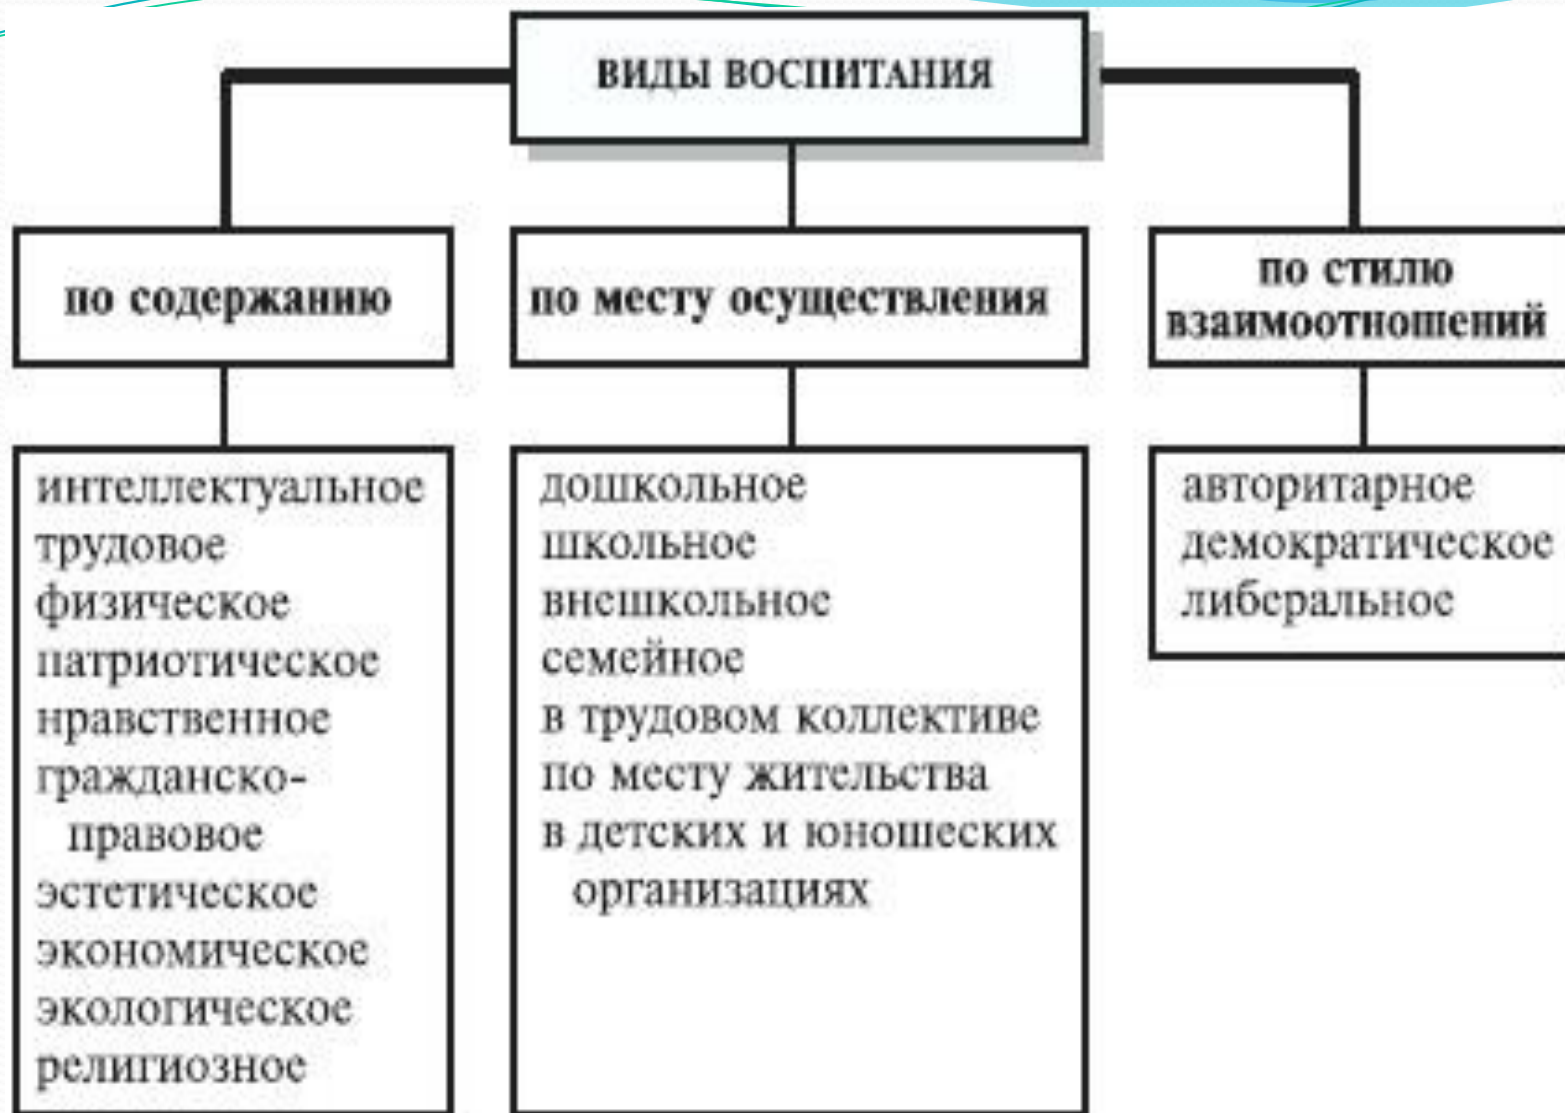 ВИДЫ ВОСПИТАНИЯ
по содержанию
интеллектуальное
трудовое
физическое
патриотическое
нравственное
гражданско-
правовое
эстетическое
экономическое
экологическое
религиозное
по месту осуществления
дошкольное
школьное
внешкольное
семейное
в трудовом коллективе
по месту жительства
в детских и юношеских
организациях
по стилю
взаимоотношений
авторитарное
демократическое
либеральное